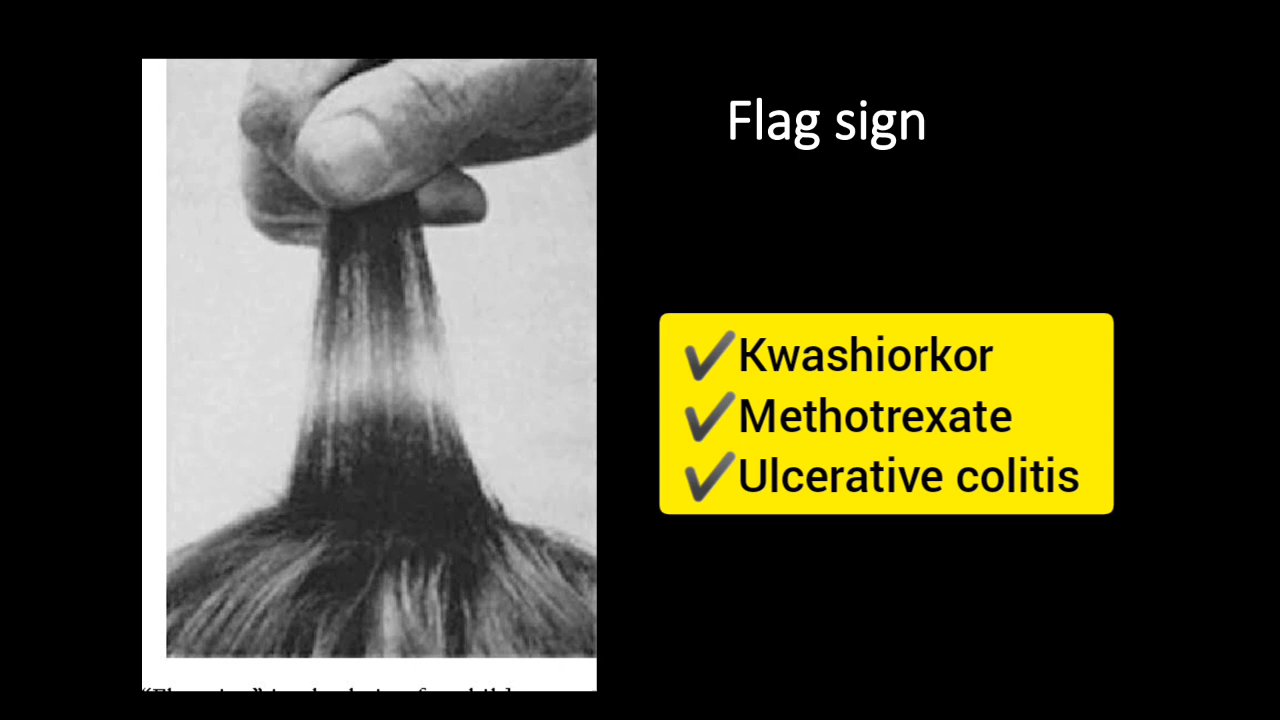 Flag sign
✔Kwashiorkor
✔Methotrexate
✔Ulcerative colitis